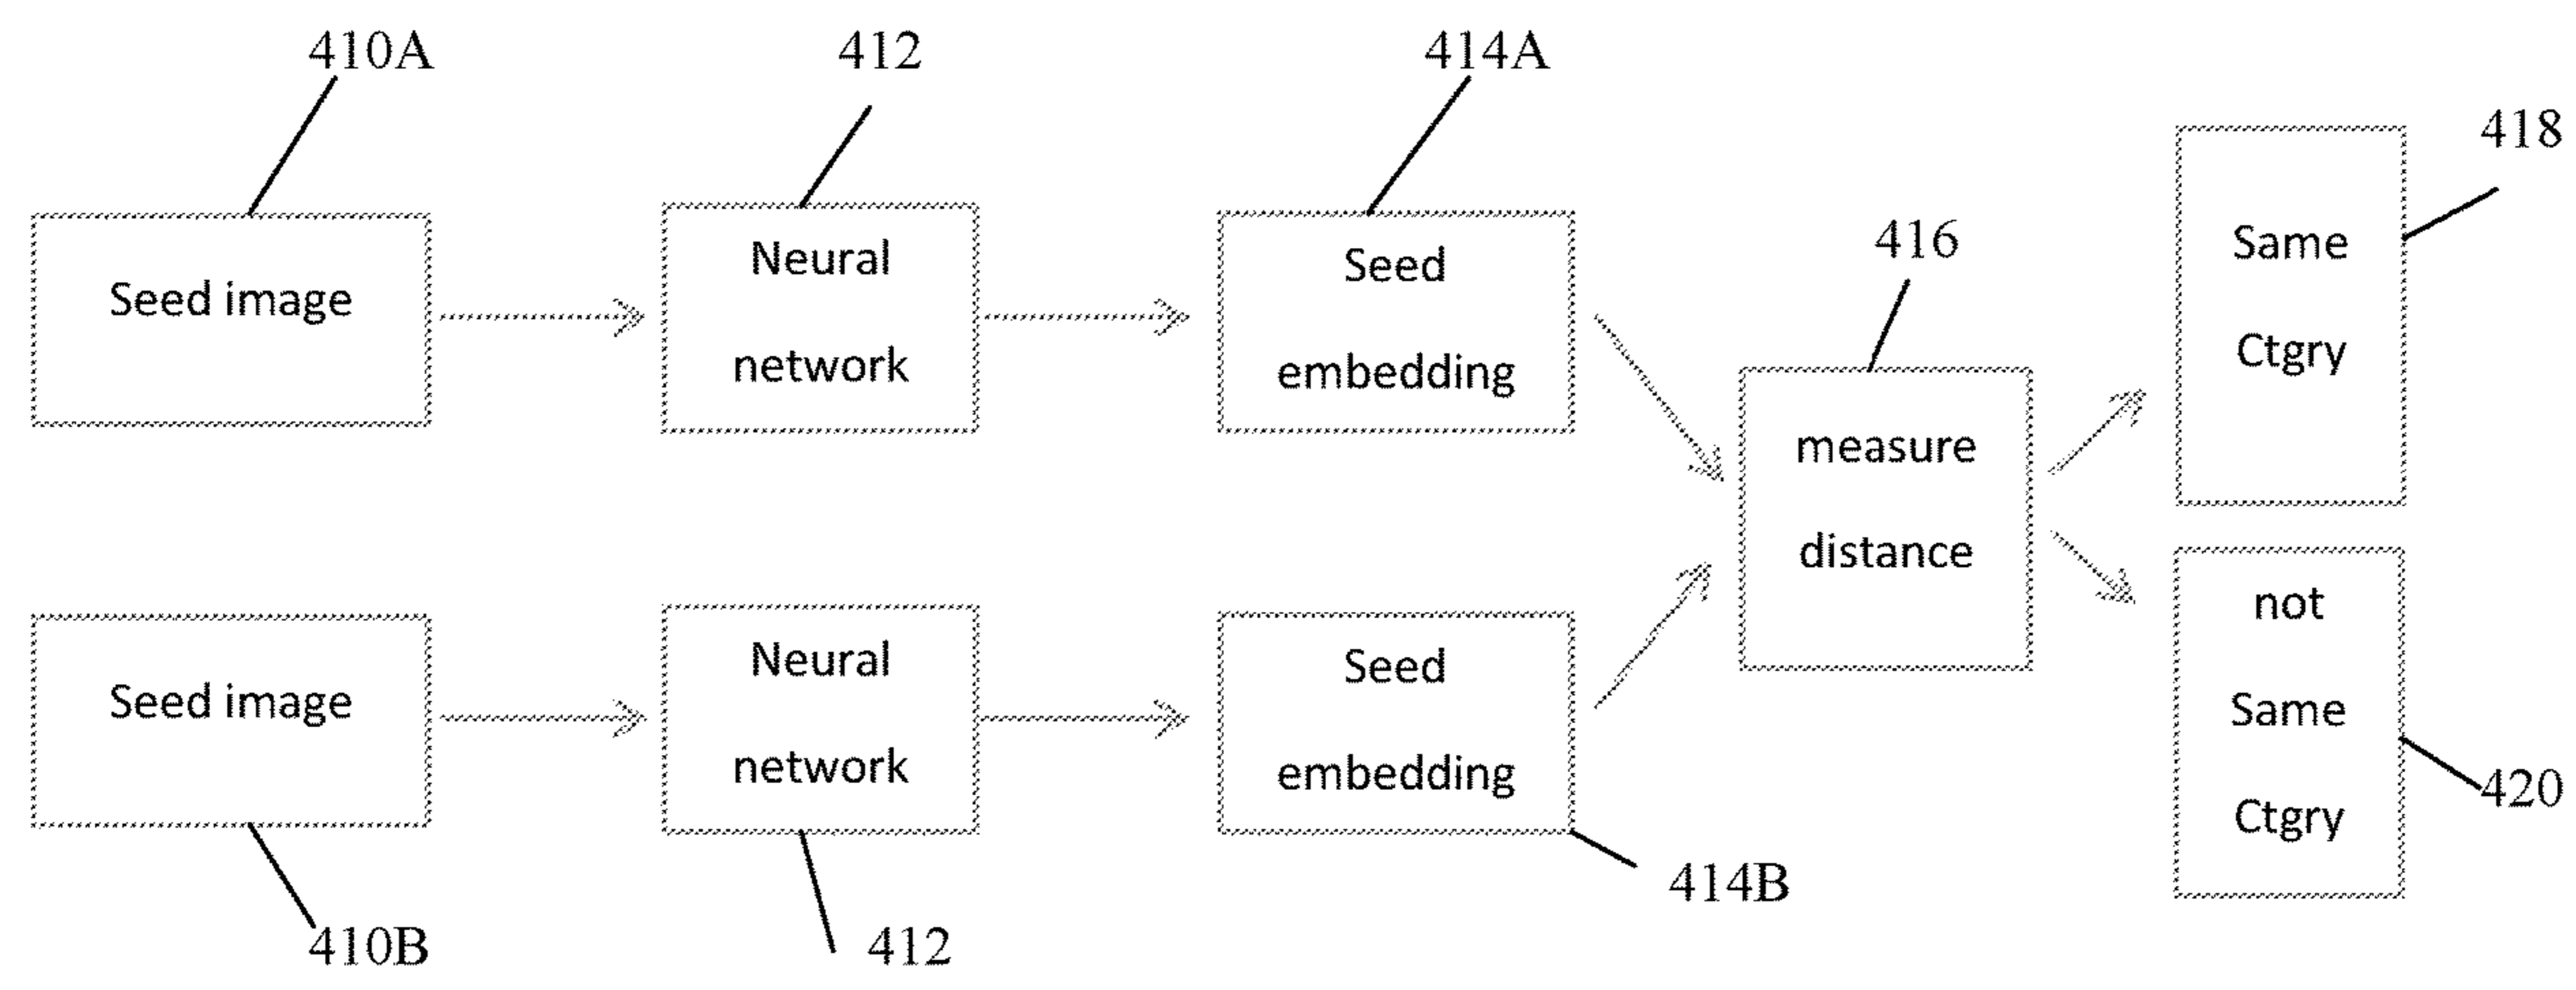 410A
412
414A
418
Seed image
Neural
network
Seed
embedding
416
measure
distance
Same
Ctgry
Seed image
Neural
network
Seed
embedding
not
Same
Ctgry
410B
412
414B
420